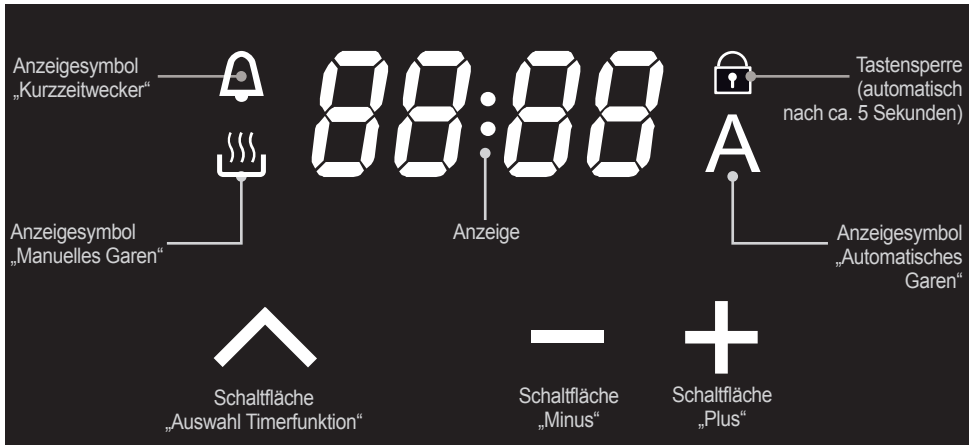 Anzeigesymbol
„Kurzzeitwecker“
88:88
Tastensperre
(automatisch
nach ca. 5 Sekunden)
A
Anzeigesymbol
„Manuelles Garen“
Anzeige
Anzeigesymbol
„Automatisches
Garen“
Schaltfläche
„Auswahl Timerfunktion“
Schaltfläche
„Minus“
Schaltfläche
„Plus“